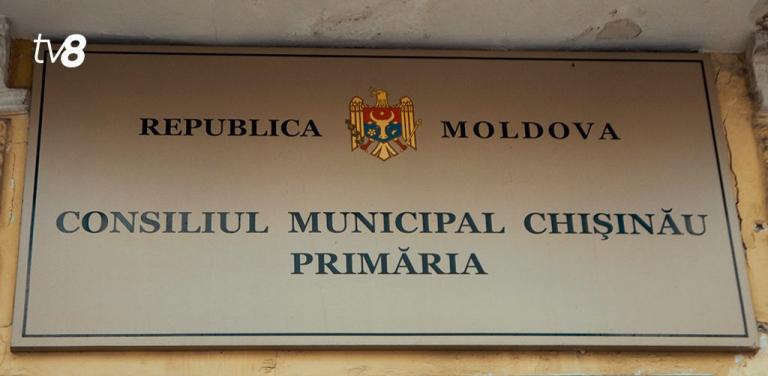 tv8
REPUBLICA MOLDOVA
CONSILIUL MUNICIPAL CHIŞINĂU
PRIMĂRIA